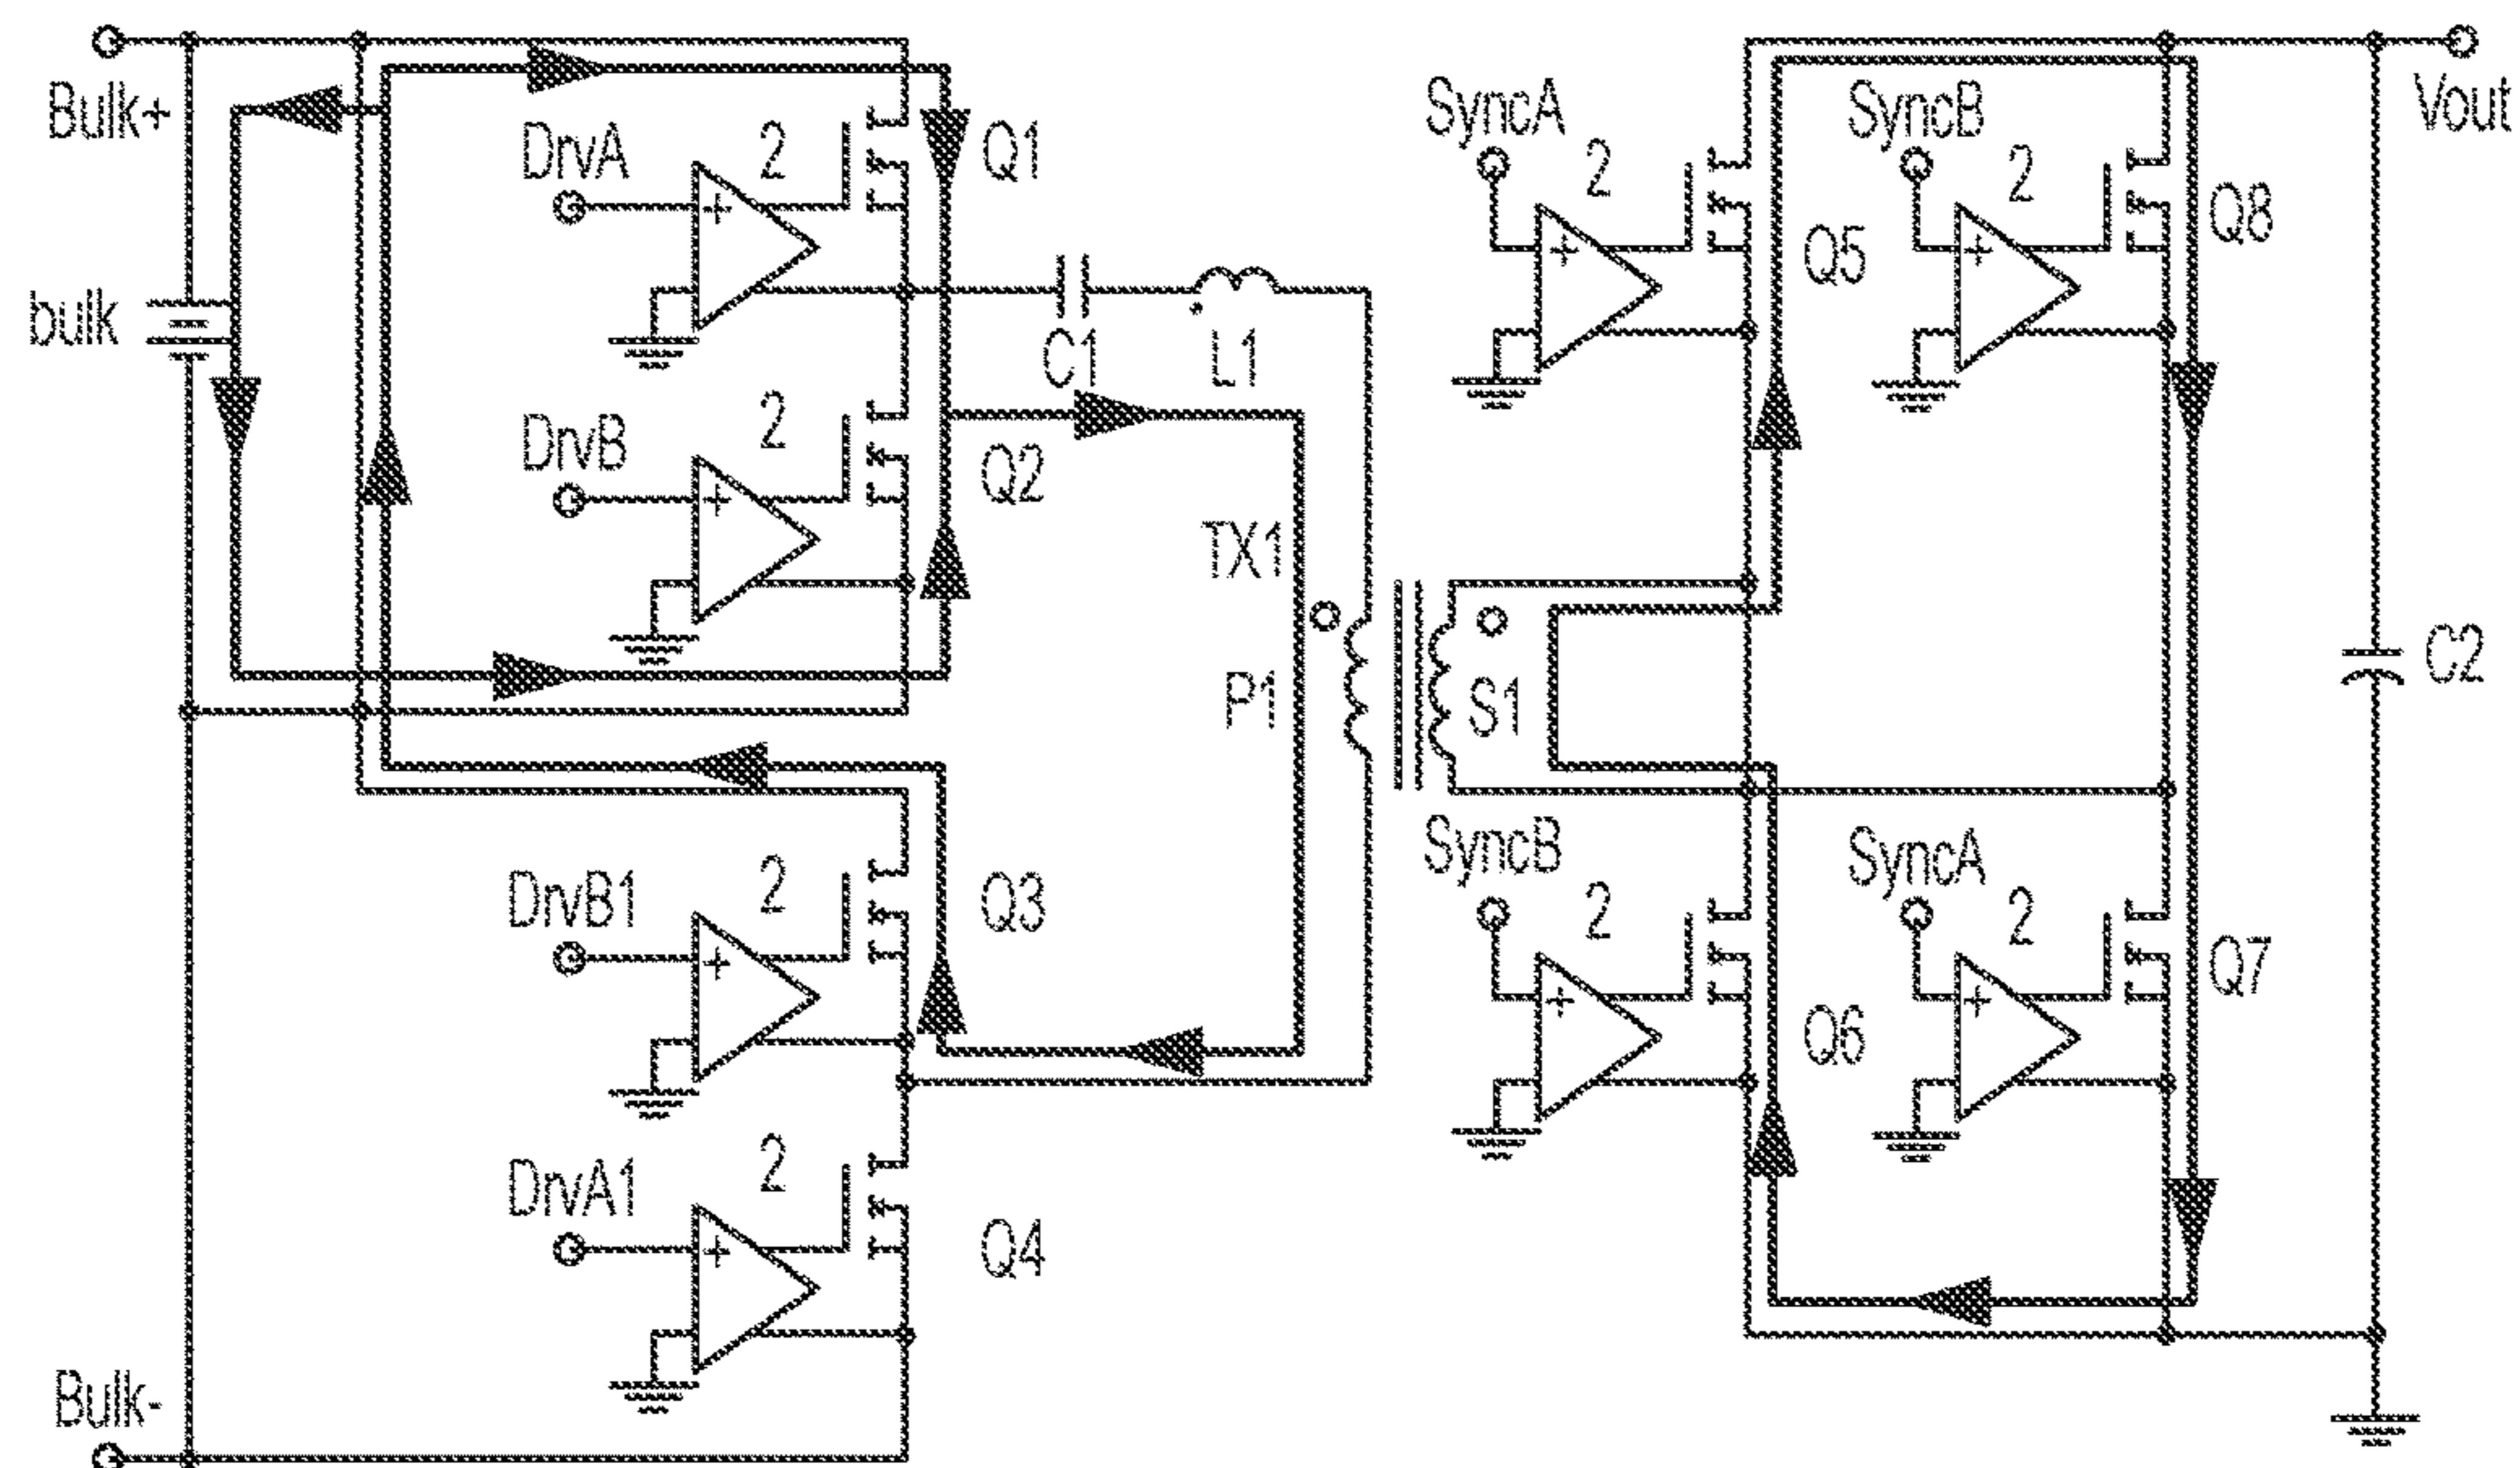 Bulk+
bulk
Bulk-
DrvA
2
Q1
DrvB
2
Q2
C1
L1
TX1
P1
S1
DrvB1
2
Q3
DrvA1
2
Q4
SyncA
2
Q5
SyncB
2
Q8
Vout
SyncB
2
Q6
SyncA
2
Q7
C2